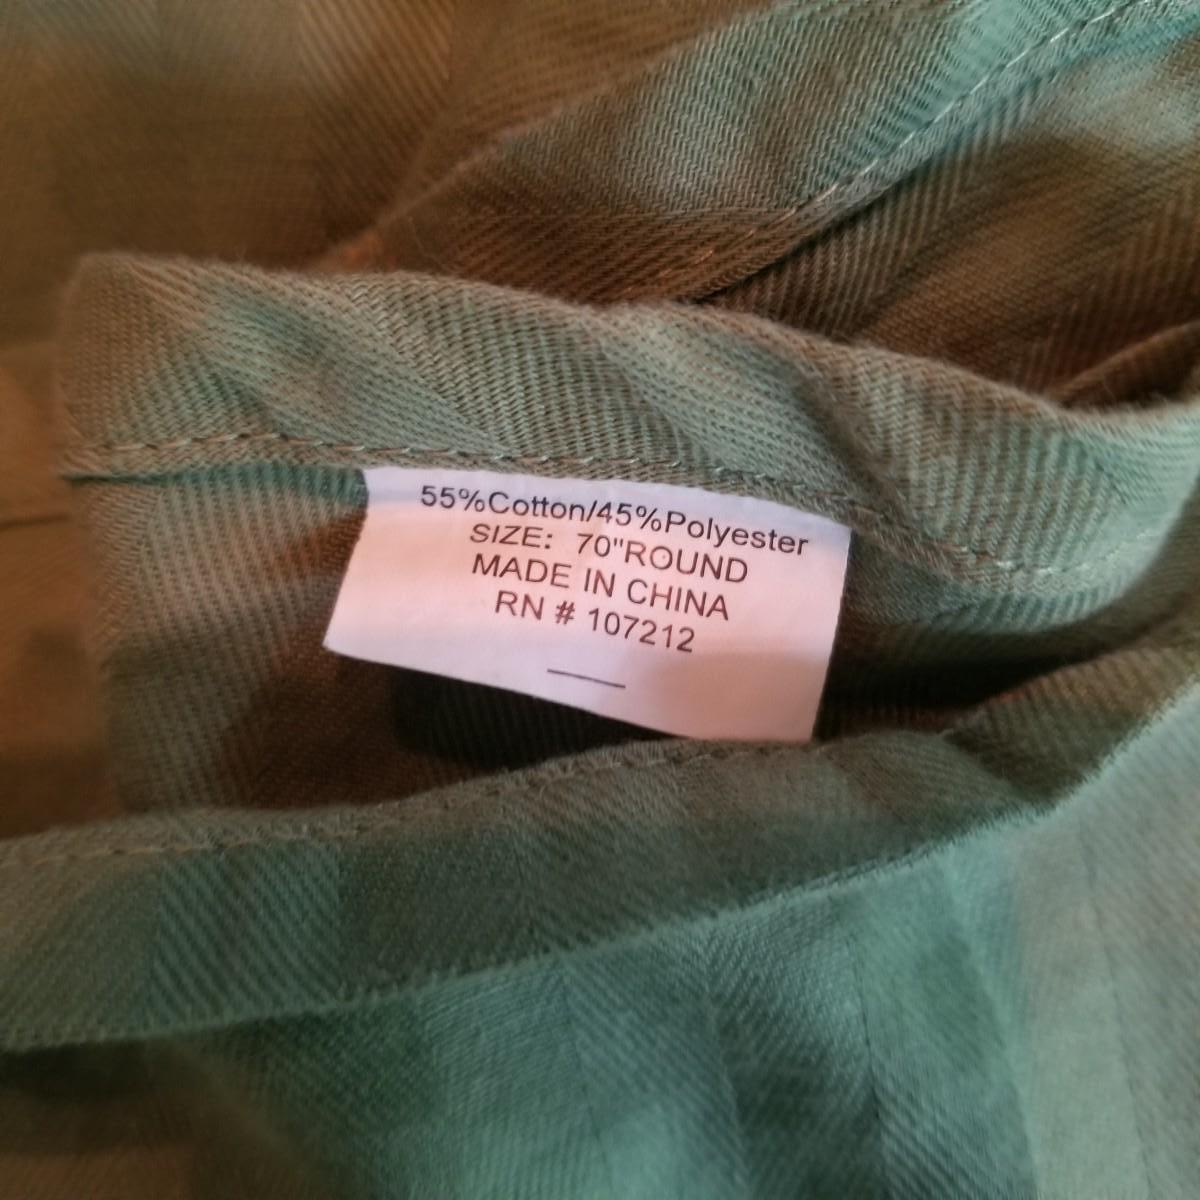 55%Cotton/45%Polyester
SIZE: 70"ROUND
MADE IN CHINA
RN # 107212